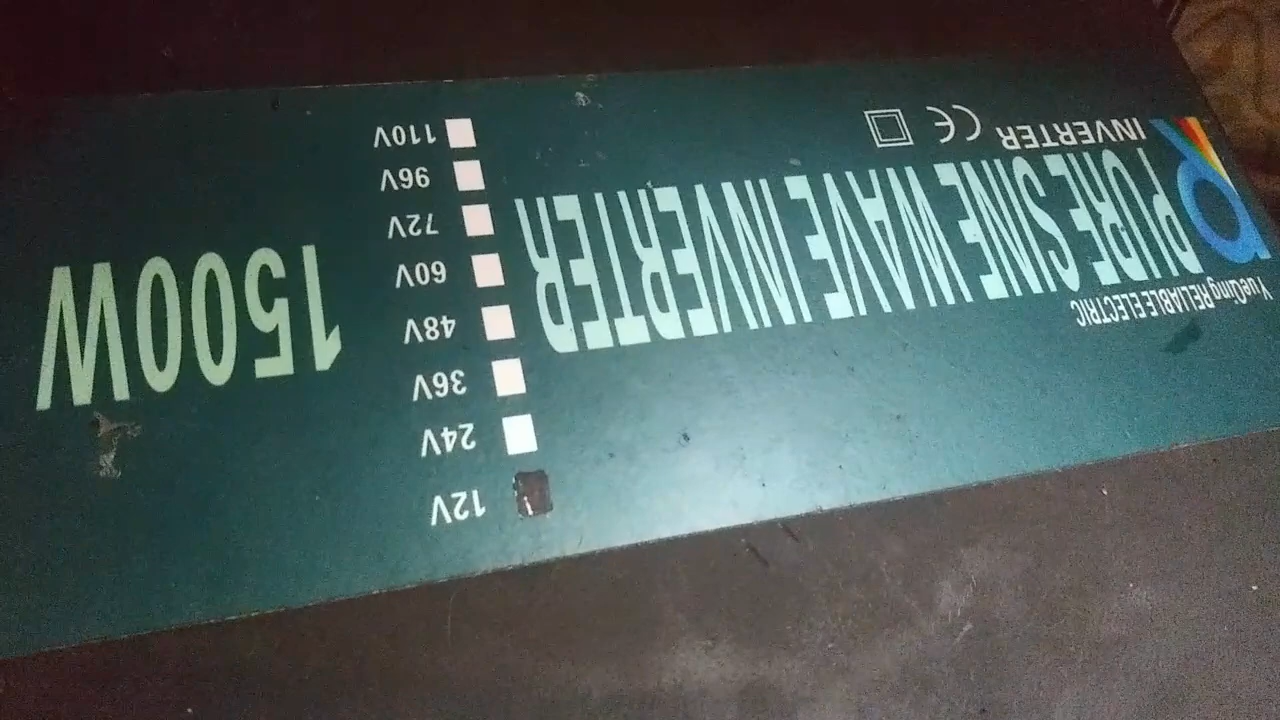 YueQing RELIABLE ELECTRIC
PURE SINE WAVE INVERTER
INVERTER CE
12V
24V
36V
48V
60V
72V
96V
110V
1500W